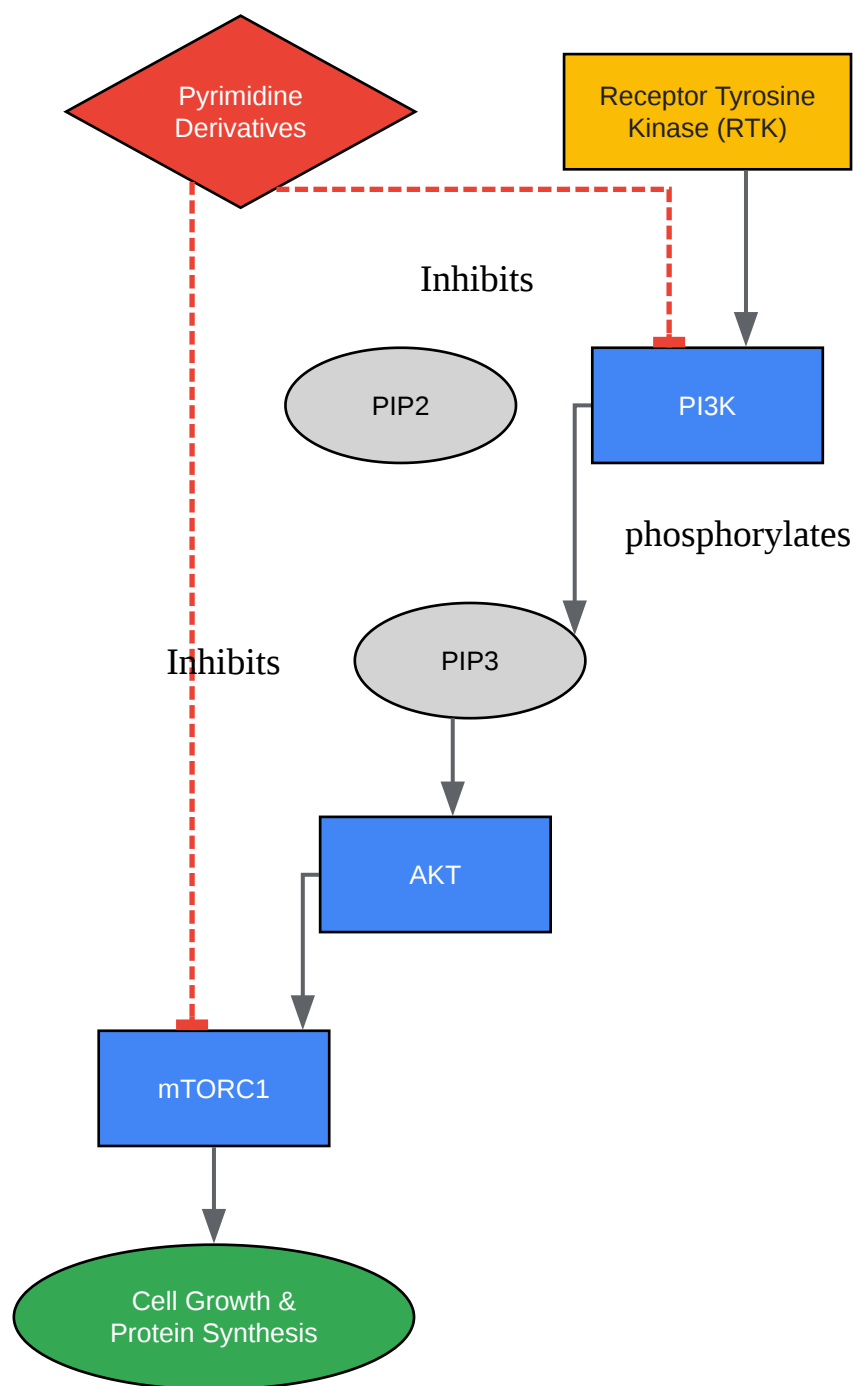 Pyrimidine
Derivatives
Receptor Tyrosine
Kinase (RTK)
Inhibits
PIP2
PI3K
phosphorylates
Inhibits
PIP3
AKT
mTORC1
Cell Growth &
Protein Synthesis